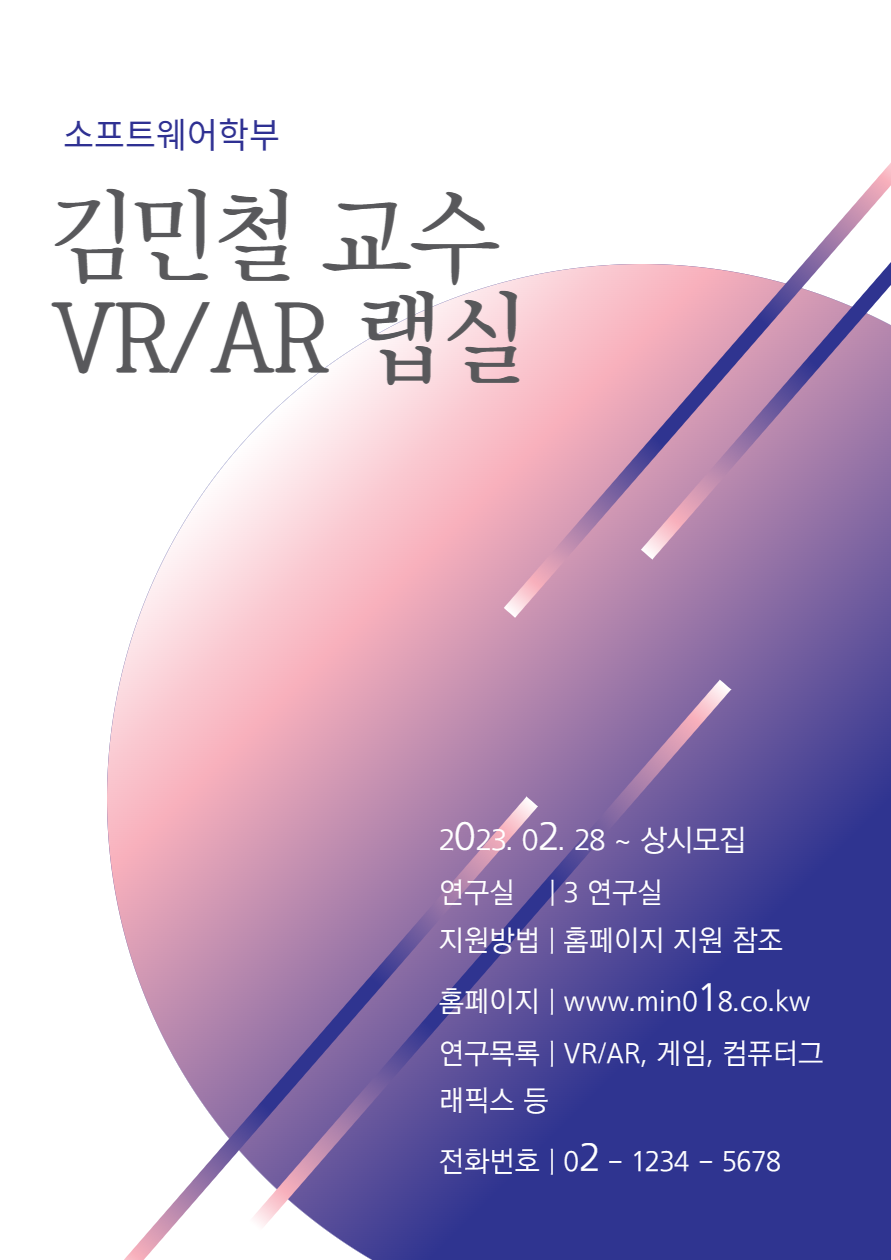 소프트웨어학부
김민철 교수
VR/AR 랩실
2023. 02. 28 ~ 상시모집
연구실 | 3 연구실
지원방법 | 홈페이지 지원 참조
홈페이지 | www.min018.co.kw
연구목록 | VR/AR, 게임, 컴퓨터그
래픽스 등
전화번호 | 02 - 1234 - 5678